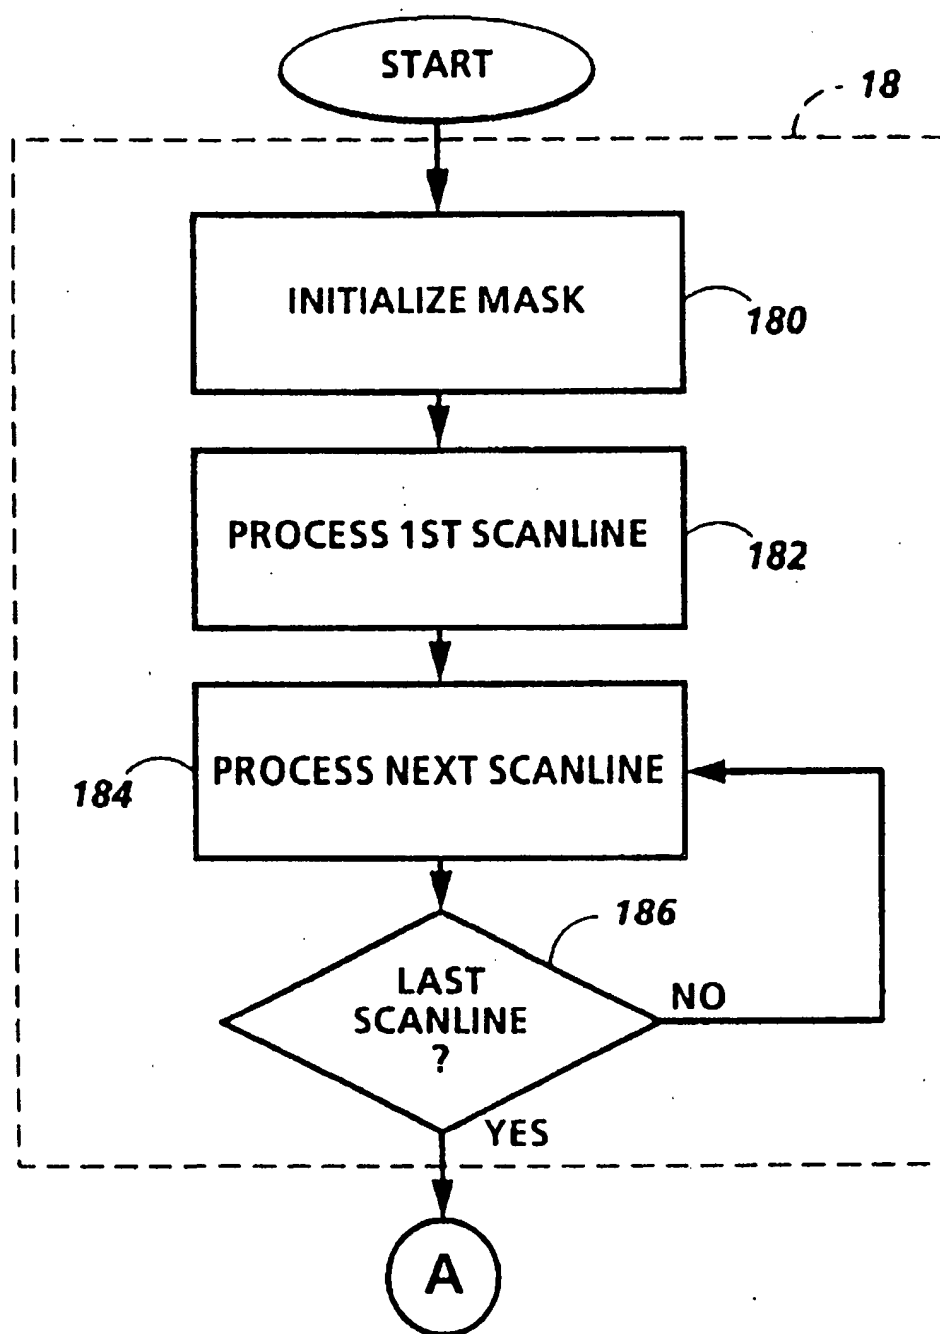 START
18
INITIALIZE MASK
180
PROCESS 1ST SCANLINE
182
PROCESS NEXT SCANLINE
184
186
LAST
SCANLINE
?
NO
YES
A